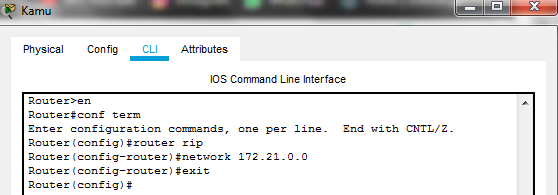 Kamu
Physical Config CLI Attributes
IOS Command Line Interface
Router>en
Router#conf term
Enter configuration commands, one per line.  End with CNTL/Z.
Router(config)#router rip
Router(config-router)#network 172.21.0.0
Router(config-router)#exit
Router(config)#